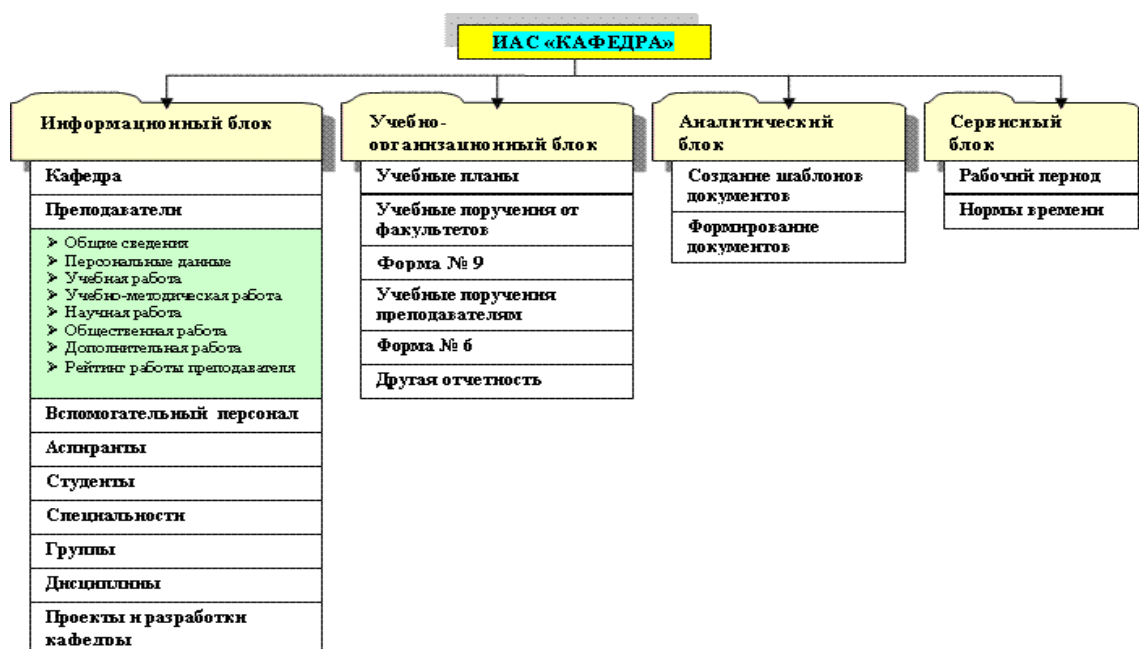 ИАС «КАФЕДРА»
Информационный блок
Кафедра
Преподаватели
➢ Общие сведения
➢ Персональные данные
➢ Учебная работа
➢ Учебно-методическая работа
➢ Научная работа
➢ Общественная работа
➢ Дополнительная работа
➢ Рейтинг работы преподавателя
Вспомогательный персонал
Аспиранты
Студенты
Специальности
Группы
Дисциплины
Проекты и разработки
кафедры
Учебно-
организационный блок
Учебные планы
Учебные поручения от
факультетов
Форма № 9
Учебные поручения
преподавателям
Форма № 6
Другая отчетность
Аналитический
блок
Создание шаблонов
документов
Формирование
документов
Сервисный
блок
Рабочий период
Нормы времени